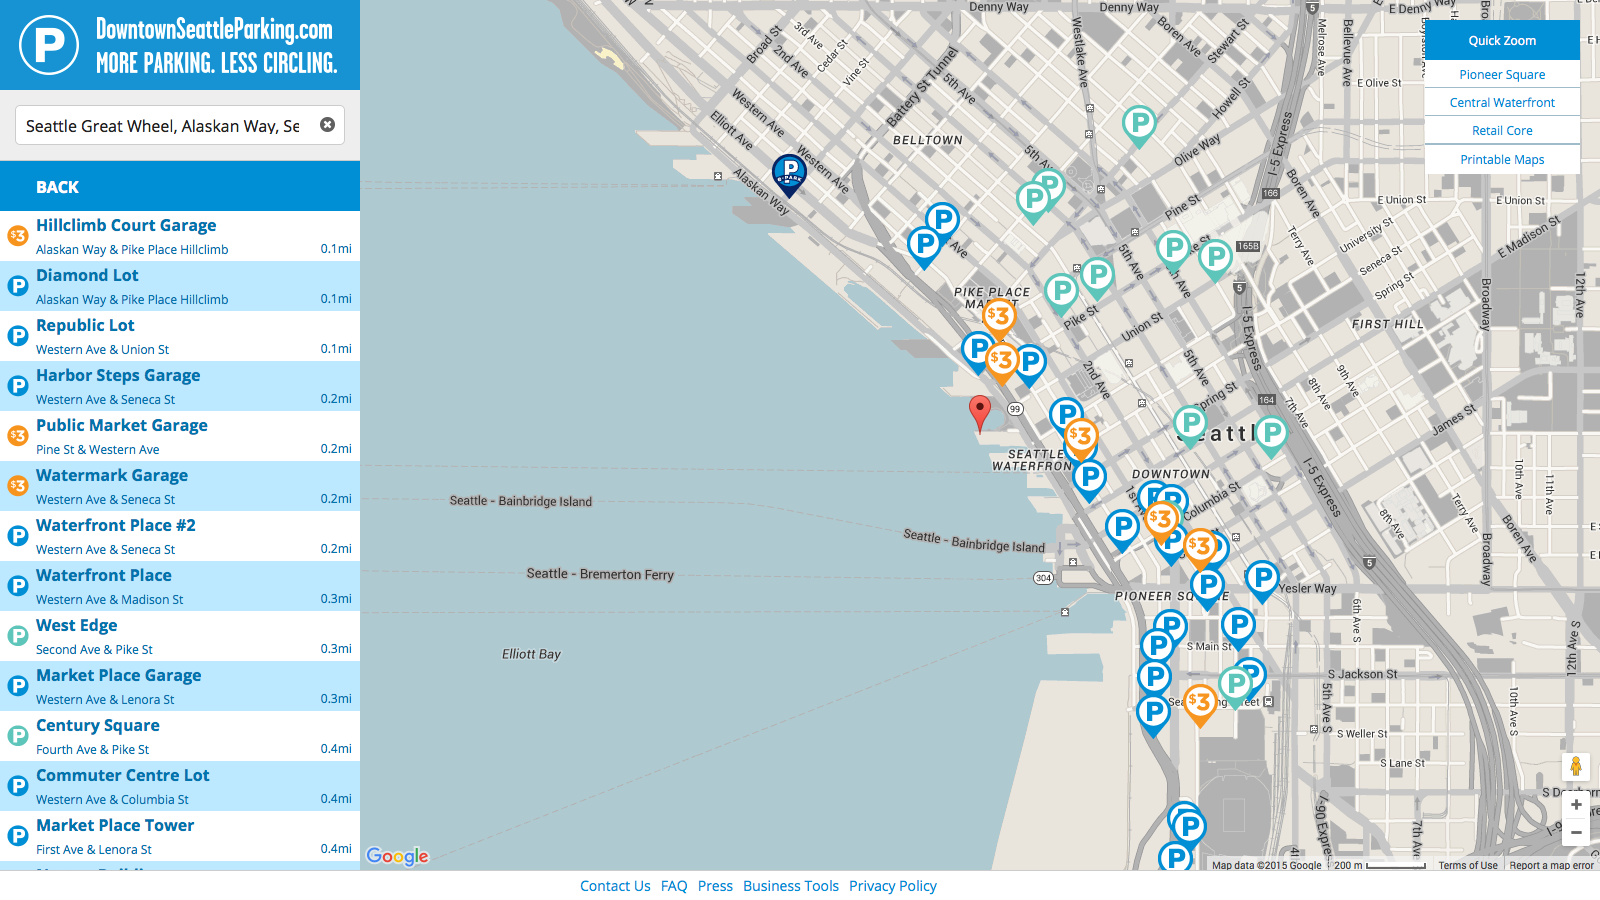 DowntownSeattleParking.com
MORE PARKING. LESS CIRCLING.
Seattle Great Wheel, Alaskan Way, Se
BACK
Hillclimb Court Garage
Alaskan Way & Pike Place Hillclimb
0.1mi
Diamond Lot
Alaskan Way & Pike Place Hillclimb
0.1mi
Republic Lot
Western Ave & Union St
0.1mi
Harbor Steps Garage
Western Ave & Seneca St
0.2mi
Public Market Garage
Pine St & Western Ave
0.2mi
Watermark Garage
Western Ave & Seneca St
0.2mi
Waterfront Place #2
Western Ave & Seneca St
0.2mi
Waterfront Place
Western Ave & Madison St
0.3mi
West Edge
Second Ave & Pike St
0.3mi
Market Place Garage
Western Ave & Lenora St
0.3mi
Century Square
Fourth Ave & Pike St
0.4mi
Commuter Centre Lot
Western Ave & Columbia St
0.4mi
Market Place Tower
First Ave & Lenora St
0.4mi
Quick Zoom
Pioneer Square
Central Waterfront
Retail Core
Printable Maps
Denny Way
Denny Way
E Denny Way
Broad St
3rd Ave
2nd Ave
Cedar St
Vine St
Western Ave
Elliott Ave
Battery St Tunnel
5th Ave
Westlake Ave
Boren Ave
Stewart St
Howell St
Olive Way
Melrose Ave
Bellevue Ave
E Olive St
BELLTOWN
Western Ave
Alaskan Way
5th Ave
Pine St
I-5 Express
166
165B
Boren Ave
Terry Ave
E Union St
E Union St
University St
Seneca St
Spring St
E Madison St
Broadway
12th Ave
PIKE PLACE
MARKET
Pike St
Union St
5th Ave
FIRST HILL
I-5 Express
5
2nd Ave
5th Ave
Spring St
164
9th Ave
8th Ave
7th Ave
James St
99
Seattle
SEATTLE
WATERFRONT
DOWNTOWN
Columbia St
I-5 Express
10th Ave
11th Ave
Terry Ave
8th Ave
Boren Ave
Broadway
Seattle - Bainbridge Island
Seattle - Bainbridge Island
Seattle - Bremerton Ferry
304
5
PIONEER SQUARE
Yesler Way
Elliott Bay
S Main St
S Jackson St
6th Ave S
12th Ave S
5th Ave S
10th Ave S
S Weller St
S Lane St
I-90 Express
7th Ave
Google
Map data ©2015 Google
200 m
Terms of Use
Report a map error
Contact Us
FAQ
Press
Business Tools
Privacy Policy